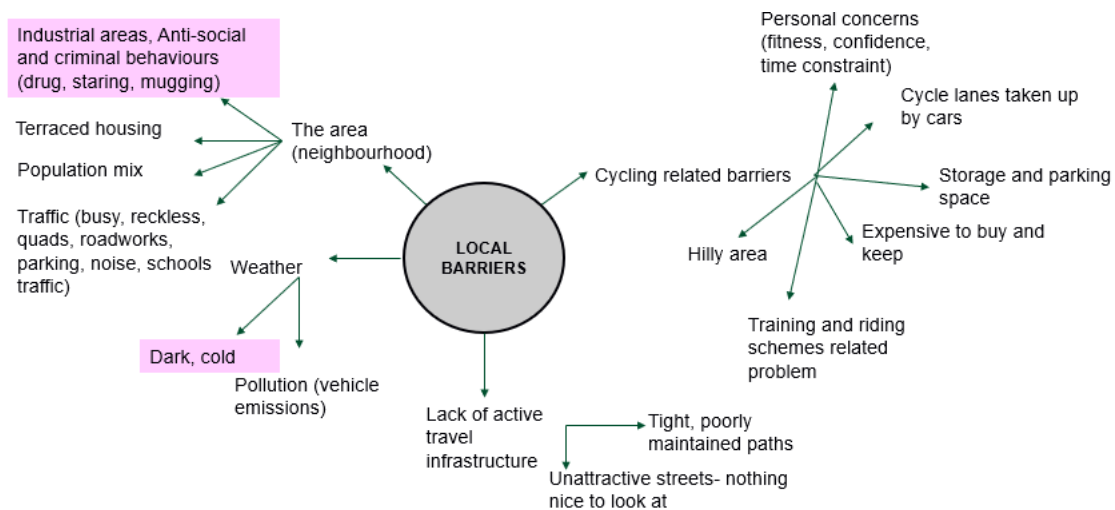 Industrial areas, Anti-social
and criminal behaviours
(drug, staring, mugging)
Terraced housing
Population mix
Traffic (busy, reckless,
quads, roadworks,
parking, noise, schools
traffic)
The area
(neighbourhood)
Weather
Dark, cold
Pollution (vehicle
emissions)
LOCAL
BARRIERS
Lack of active
travel
infrastructure
Tight, poorly
maintained paths
Unattractive streets- nothing
nice to look at
Cycling related barriers
Personal concerns
(fitness, confidence,
time constraint)
Cycle lanes taken up
by cars
Storage and parking
space
Expensive to buy and
keep
Hilly area
Training and riding
schemes related
problem